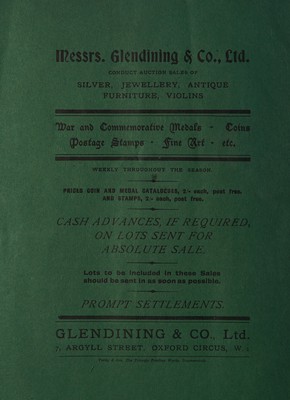 Messrs. Glendining & Co., Ltd.
CONDUCT AUCTION SALES OF
SILVER, JEWELLERY, ANTIQUE
FURNITURE, VIOLINS
War and Commemorative Medals - Coins
Postage Stamps - Fine Art - etc.
WEEKLY THROUGHOUT THE SEASON
PRICED COIN AND MEDAL CATALOGUES, 2/- each, post free.
AND STAMPS, 1/- each, post free.
CASH ADVANCES, IF REQUIRED,
ON LOTS SENT FOR
ABSOLUTE SALE.
Lots to be included in these Sales
should be sent in as soon as possible.
PROMPT SETTLEMENTS.
GLENDINING & CO., Ltd.
7, ARGYLL STREET, OXFORD CIRCUS, W. 1